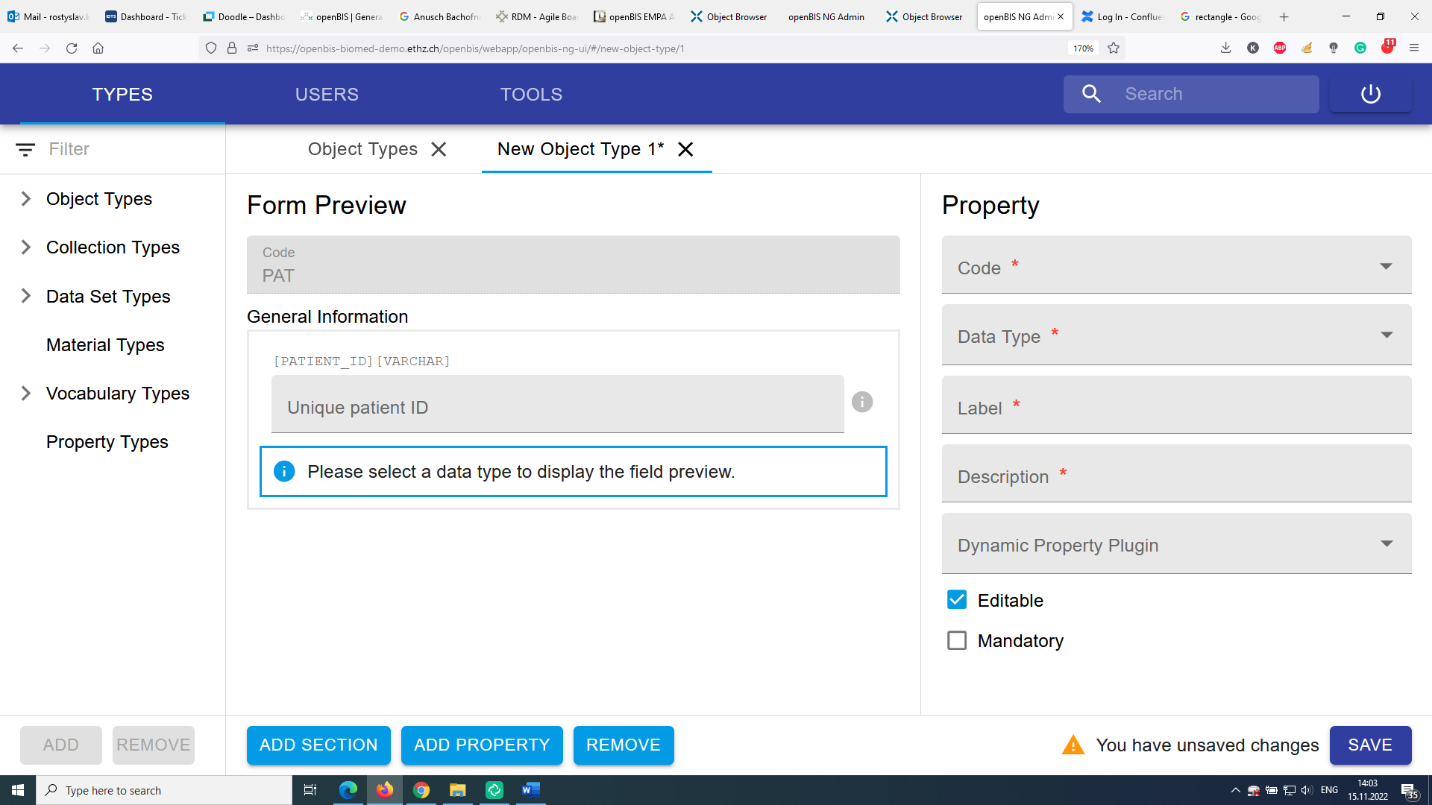 Mail - rostyslav.k
Dashboard - Tick
Doodle – Dashbo
openBIS | Genera
Anusch Bachofne
RDM - Agile Boa
openBIS EMPA A
Object Browser
openBIS NG Admin
Object Browser
openBIS NG Admi
Log In - Conflue
rectangle - Goog
https://openbis-biomed-demo.ethz.ch/openbis/webapp/openbis-ng-ui/#/new-object-type/1
170%
K
ABP
11
TYPES
USERS
TOOLS
Search
Filter
Object Types
New Object Type 1*
Object Types
Collection Types
Data Set Types
Material Types
Vocabulary Types
Property Types
Form Preview
Code
PAT
General Information
[PATIENT_ID][VARCHAR]
Unique patient ID
Please select a data type to display the field preview.
Property
Code *
Data Type *
Label *
Description *
Dynamic Property Plugin
Editable
Mandatory
ADD
REMOVE
ADD SECTION
ADD PROPERTY
REMOVE
You have unsaved changes
SAVE
Type here to search
ENG
14:03
15.11.2022
35